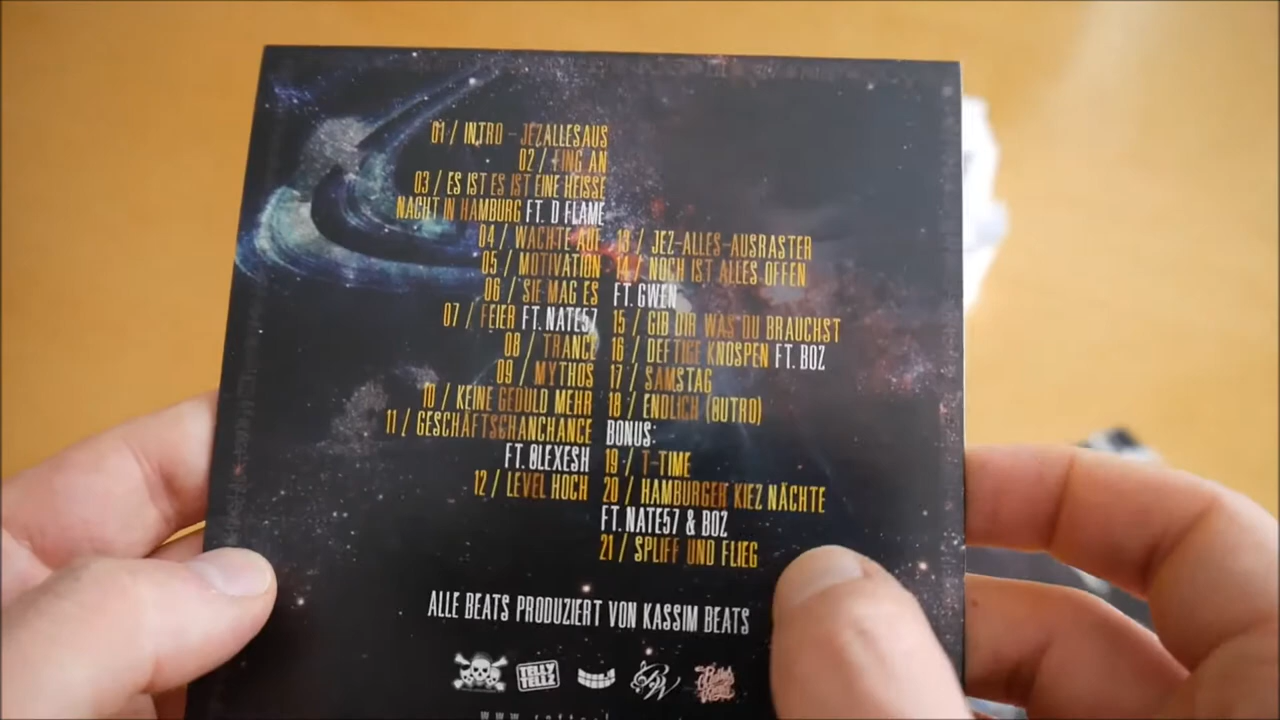 01 / INTRO - JEZALLESAUS
02 / FING AN
03 / ES IST ES IST EINE HEISSE
NACHT IN HAMBURG FT. D FLAME
04 / WACHTE AUF
05 / MOTIVATION
06 / SIE MAG ES
07 / FEIER FT. NATE57
08 / TRANCE
09 / MYTHOS
10 / KEINE GEDULD MEHR
11 / GESCHÄFTSCHANCHANCE
FT. OLEXESH
12 / LEVEL HOCH
13 / JEZ-ALLES-AUSRASTER
14 / NOCH IST ALLES OFFEN
FT. GWEN
15 / GIB DIR WAS DU BRAUCHST
16 / DEFTIGE KNOSPEN FT. BOZ
17 / SAMSTAG
18 / ENDLICH (OUTRO)
BONUS:
19 / T-TIME
20 / HAMBURGER KIEZ NÄCHTE
FT. NATE57 & BOZ
21 / SPLIFF UND FLIEG
ALLE BEATS PRODUZIERT VON KASSIM BEATS
TELLY
TELLZ